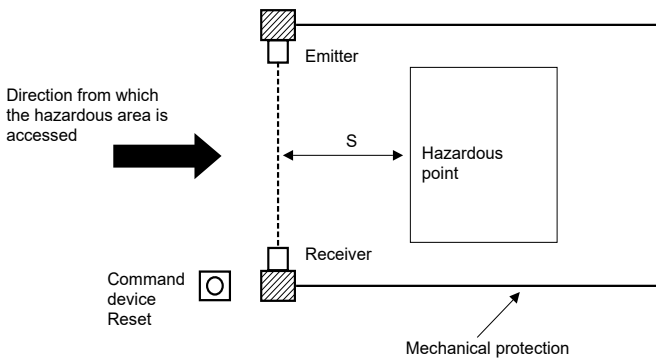 Emitter
Direction from which
the hazardous area is
accessed
S
Hazardous
point
Receiver
Command
device
Reset
Mechanical protection